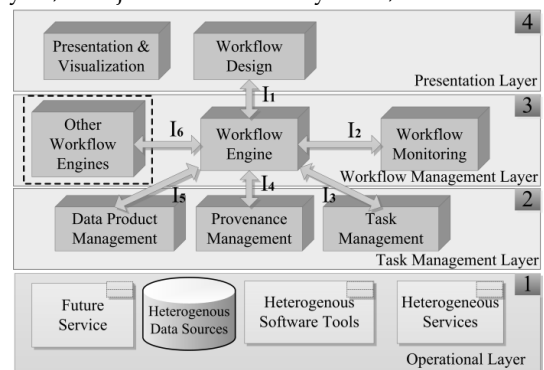 4
Presentation &
Visualization
Workflow
Design
Presentation Layer
I1
3
Other
Workflow
Engines
I6
Workflow
Engine
I2
Workflow
Monitoring
Workflow Management Layer
I5
I4
I3
2
Data Product
Management
Provenance
Management
Task
Management
Task Management Layer
1
Future
Service
Heterogenous
Data Sources
Heterogenous
Software Tools
Heterogeneous
Services
Operational Layer